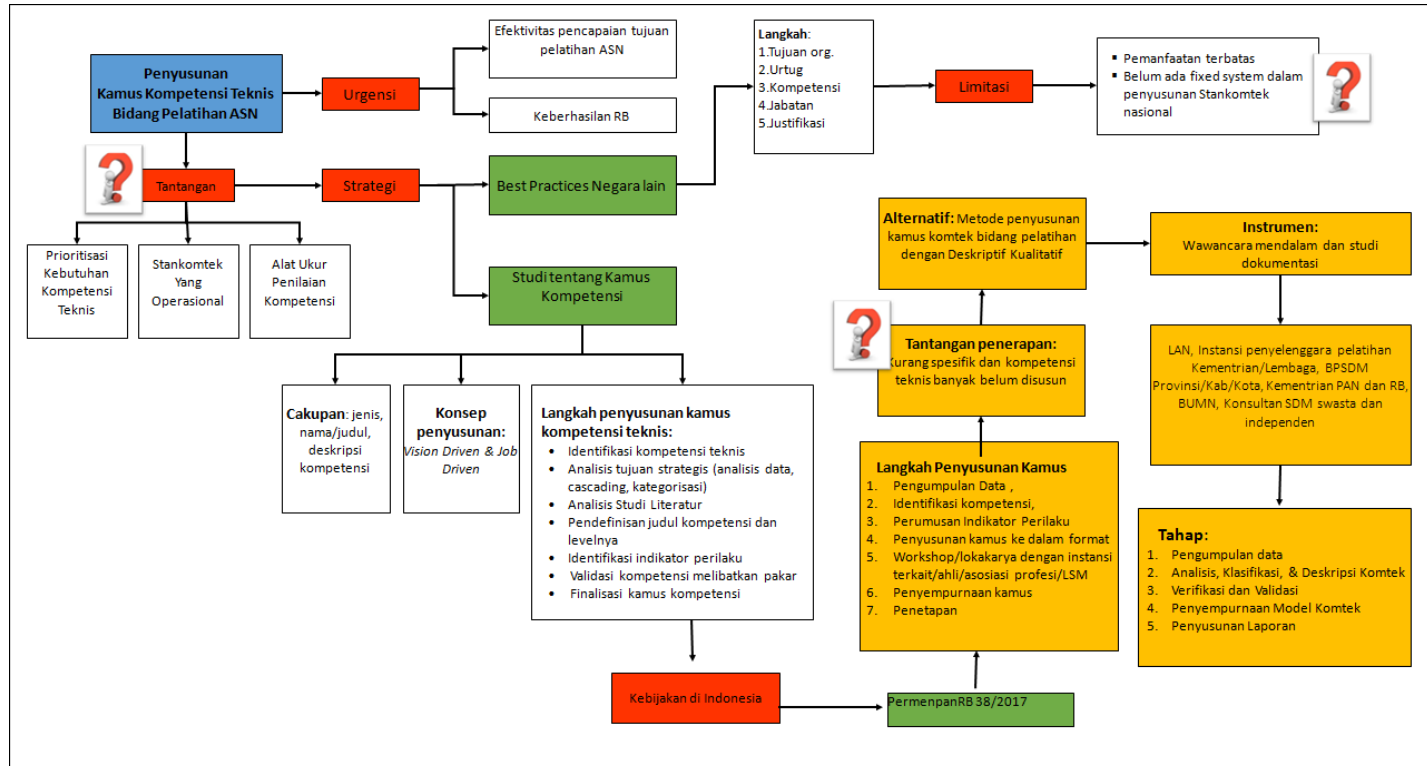 Penyusunan
Kamus Kompetensi Teknis
Bidang Pelatihan ASN
Urgensi
Efektivitas pencapaian tujuan
pelatihan ASN
Keberhasilan RB
Langkah:
1.Tujuan org.
2.Urtug
3.Kompetensi
4.Jabatan
5.Justifikasi
Limitasi
▪ Pemanfaatan terbatas
▪ Belum ada fixed system dalam
penyusunan Stankomtek
nasional
Tantangan
Strategi
Best Practices Negara lain
Prioritisasi
Kebutuhan
Kompetensi
Teknis
Stankomtek
Yang
Operasional
Alat Ukur
Penilaian
Kompetensi
Studi tentang Kamus
Kompetensi
Cakupan: jenis,
nama/judul,
deskripsi
kompetensi
Konsep
penyusunan:
Vision Driven & Job
Driven
Langkah penyusunan kamus
kompetensi teknis:
• Identifikasi kompetensi teknis
• Analisis tujuan strategis (analisis data,
cascading, kategorisasi)
• Analisis Studi Literatur
• Pendefinisan judul kompetensi dan
levelnya
• Identifikasi indikator perilaku
• Validasi kompetensi melibatkan pakar
• Finalisasi kamus kompetensi
Kebijakan di Indonesia
PermenpanRB 38/2017
Langkah Penyusunan Kamus
1. Pengumpulan Data ,
2. Identifikasi kompetensi,
3. Perumusan Indikator Perilaku
4. Penyusunan kamus ke dalam format
5. Workshop/lokakarya dengan instansi
terkait/ahli/asosiasi profesi/LSM
6. Penyempurnaan kamus
7. Penetapan
Tantangan penerapan:
Kurang spesifik dan kompetensi
teknis banyak belum disusun
Alternatif: Metode penyusunan
kamus komtek bidang pelatihan
dengan Deskriptif Kualitatif
Instrumen:
Wawancara mendalam dan studi
dokumentasi
LAN, Instansi penyelenggara pelatihan
Kementrian/Lembaga, BPSDM
Provinsi/Kab/Kota, Kementrian PAN dan RB,
BUMN, Konsultan SDM swasta dan
independen
Tahap:
1. Pengumpulan data
2. Analisis, Klasifikasi, & Deskripsi Komtek
3. Verifikasi dan Validasi
4. Penyempurnaan Model Komtek
5. Penyusunan Laporan